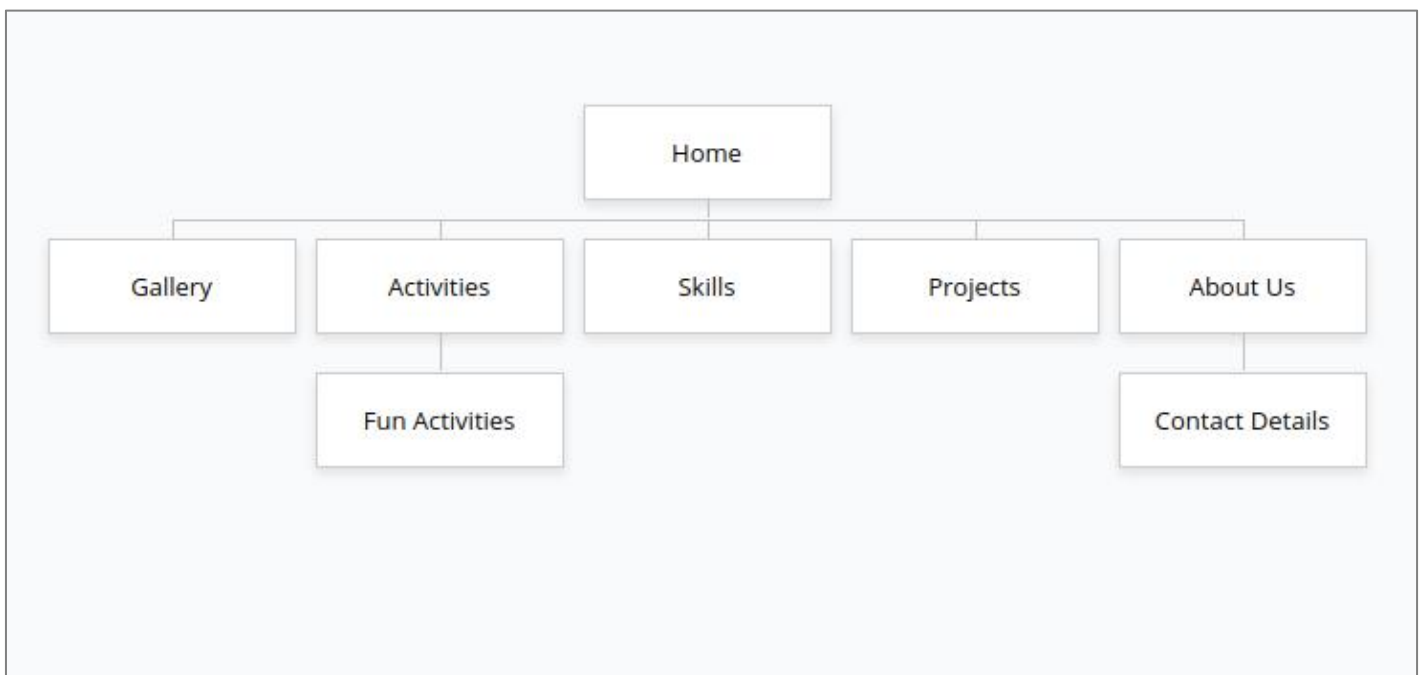 Home
Gallery
Activities
Skills
Projects
About Us
Fun Activities
Contact Details